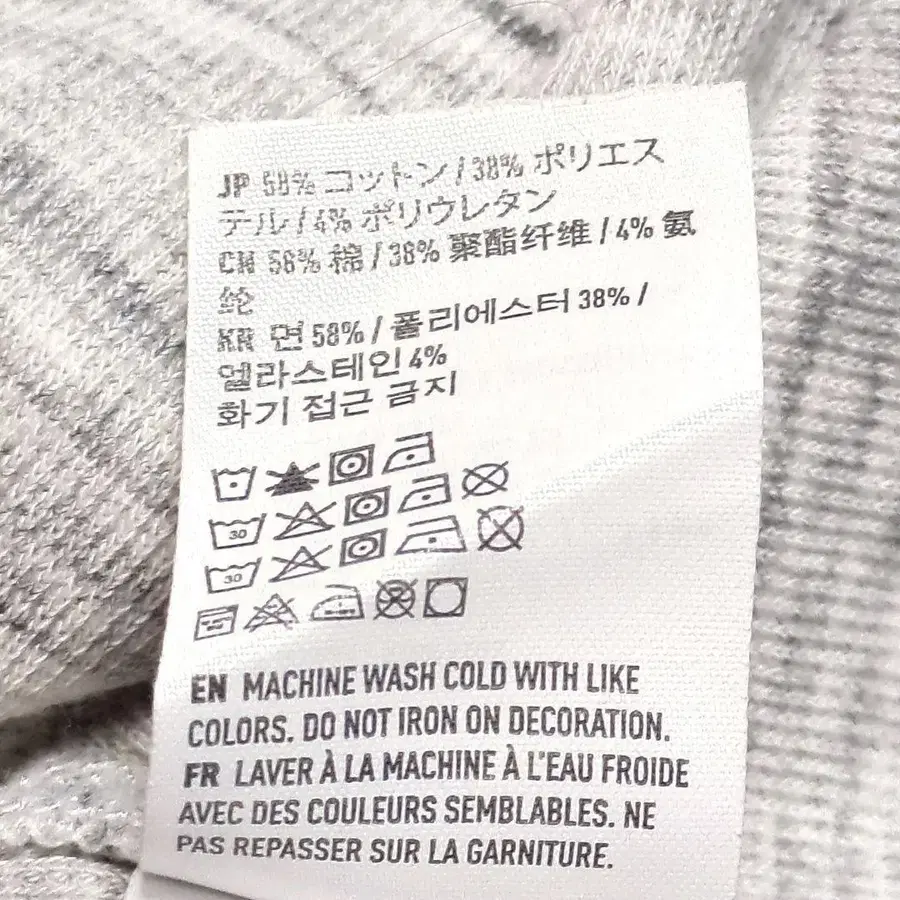 JP 58% コットン / 38% ポリエス
テル / 4% ポリウレタン
CN 58% 棉 / 38% 聚酯纤维 / 4% 氨
纶
KR 면 58% / 폴리에스터 38% /
엘라스테인 4%
화기 접근 금지
30
30
EN MACHINE WASH COLD WITH LIKE
COLORS. DO NOT IRON ON DECORATION.
FR LAVER À LA MACHINE À L'EAU FROIDE
AVEC DES COULEURS SEMBLABLES. NE
PAS REPASSER SUR LA GARNITURE.